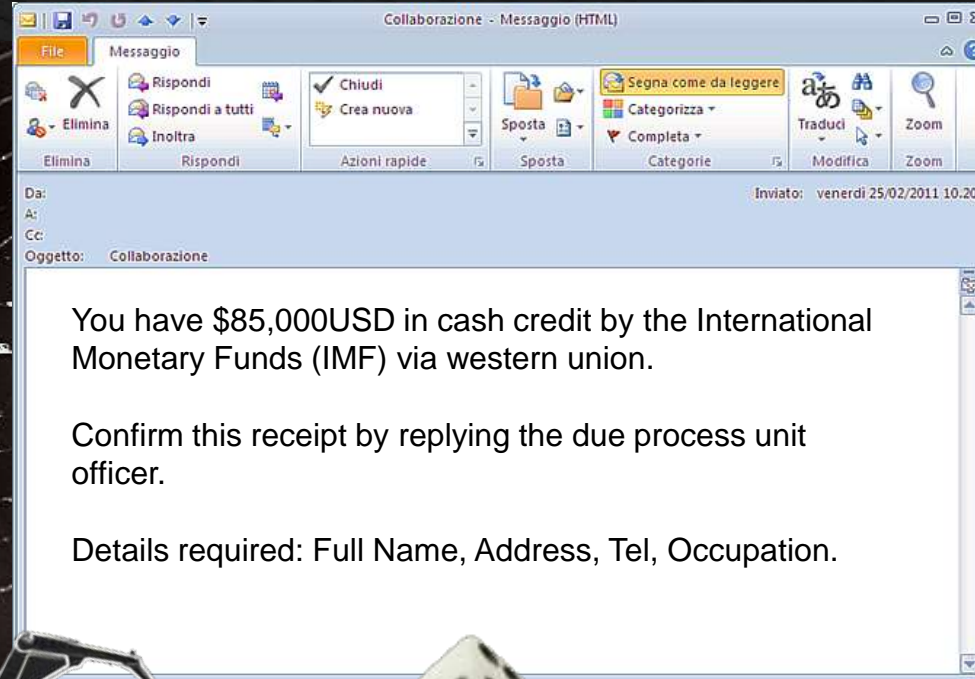 Collaborazione - Messaggio (HTML)
File Messaggio
Elimina
Rispondi
Rispondi a tutti
Inoltra
Chiudi
Crea nuova
Sposta
Segna come da leggere
Categorizza
Completa
Traduci
Zoom
Elimina Rispondi Azioni rapide Sposta Categorie Modifica Zoom
Da: Inviato: venerdì 25/02/2011 10.20
A:
Cc:
Oggetto: Collaborazione
You have $85,000USD in cash credit by the International
Monetary Funds (IMF) via western union.
Confirm this receipt by replying the due process unit
officer.
Details required: Full Name, Address, Tel, Occupation.